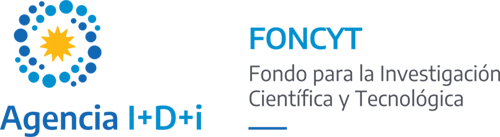 Agencia I+D+i
FONCYT
Fondo para la Investigación
Científica y Tecnológica